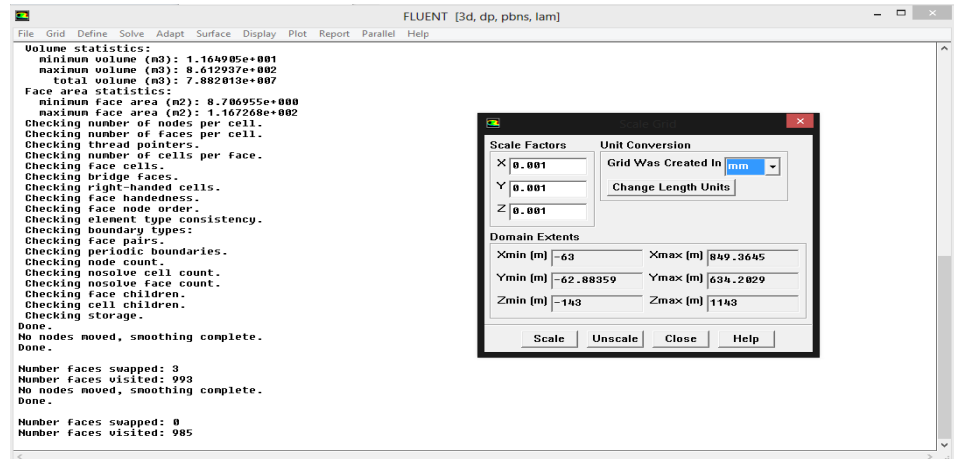 FLUENT [3d, dp, pbns, lam]
File Grid Define Solve Adapt Surface Display Plot Report Parallel Help
Volume statistics:
minimum volume (m3): 1.164905e+001
maximum volume (m3): 8.612937e+002
total volume (m3): 7.882013e+007
Face area statistics:
minimum face area (m2): 8.706955e+000
maximum face area (m2): 1.167268e+002
Checking number of nodes per cell.
Checking number of faces per cell.
Checking thread pointers.
Checking number of cells per face.
Checking face cells.
Checking bridge faces.
Checking right-handed cells.
Checking face handedness.
Checking face node order.
Checking element type consistency.
Checking boundary types:
Checking face pairs.
Checking periodic boundaries.
Checking node count.
Checking nosolve cell count.
Checking nosolve face count.
Checking face children.
Checking cell children.
Checking storage.
Done.
No nodes moved, smoothing complete.
Done.
Number faces swapped: 3
Number faces visited: 993
No nodes moved, smoothing complete.
Done.
Number faces swapped: 0
Number faces visited: 985
Scale Grid
Scale Factors Unit Conversion
X 0.001 Grid Was Created In mm
Y 0.001 Change Length Units
Z 0.001
Domain Extents
Xmin (m) -63 Xmax (m) 849.3645
Ymin (m) -62.88359 Ymax (m) 634.2029
Zmin (m) -143 Zmax (m) 1143
Scale Unscale Close Help